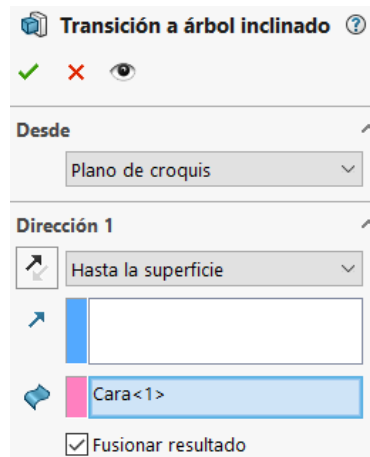 Transición a árbol inclinado ?
Desde
Plano de croquis
Dirección 1
Hasta la superficie
Cara<1>
Fusionar resultado